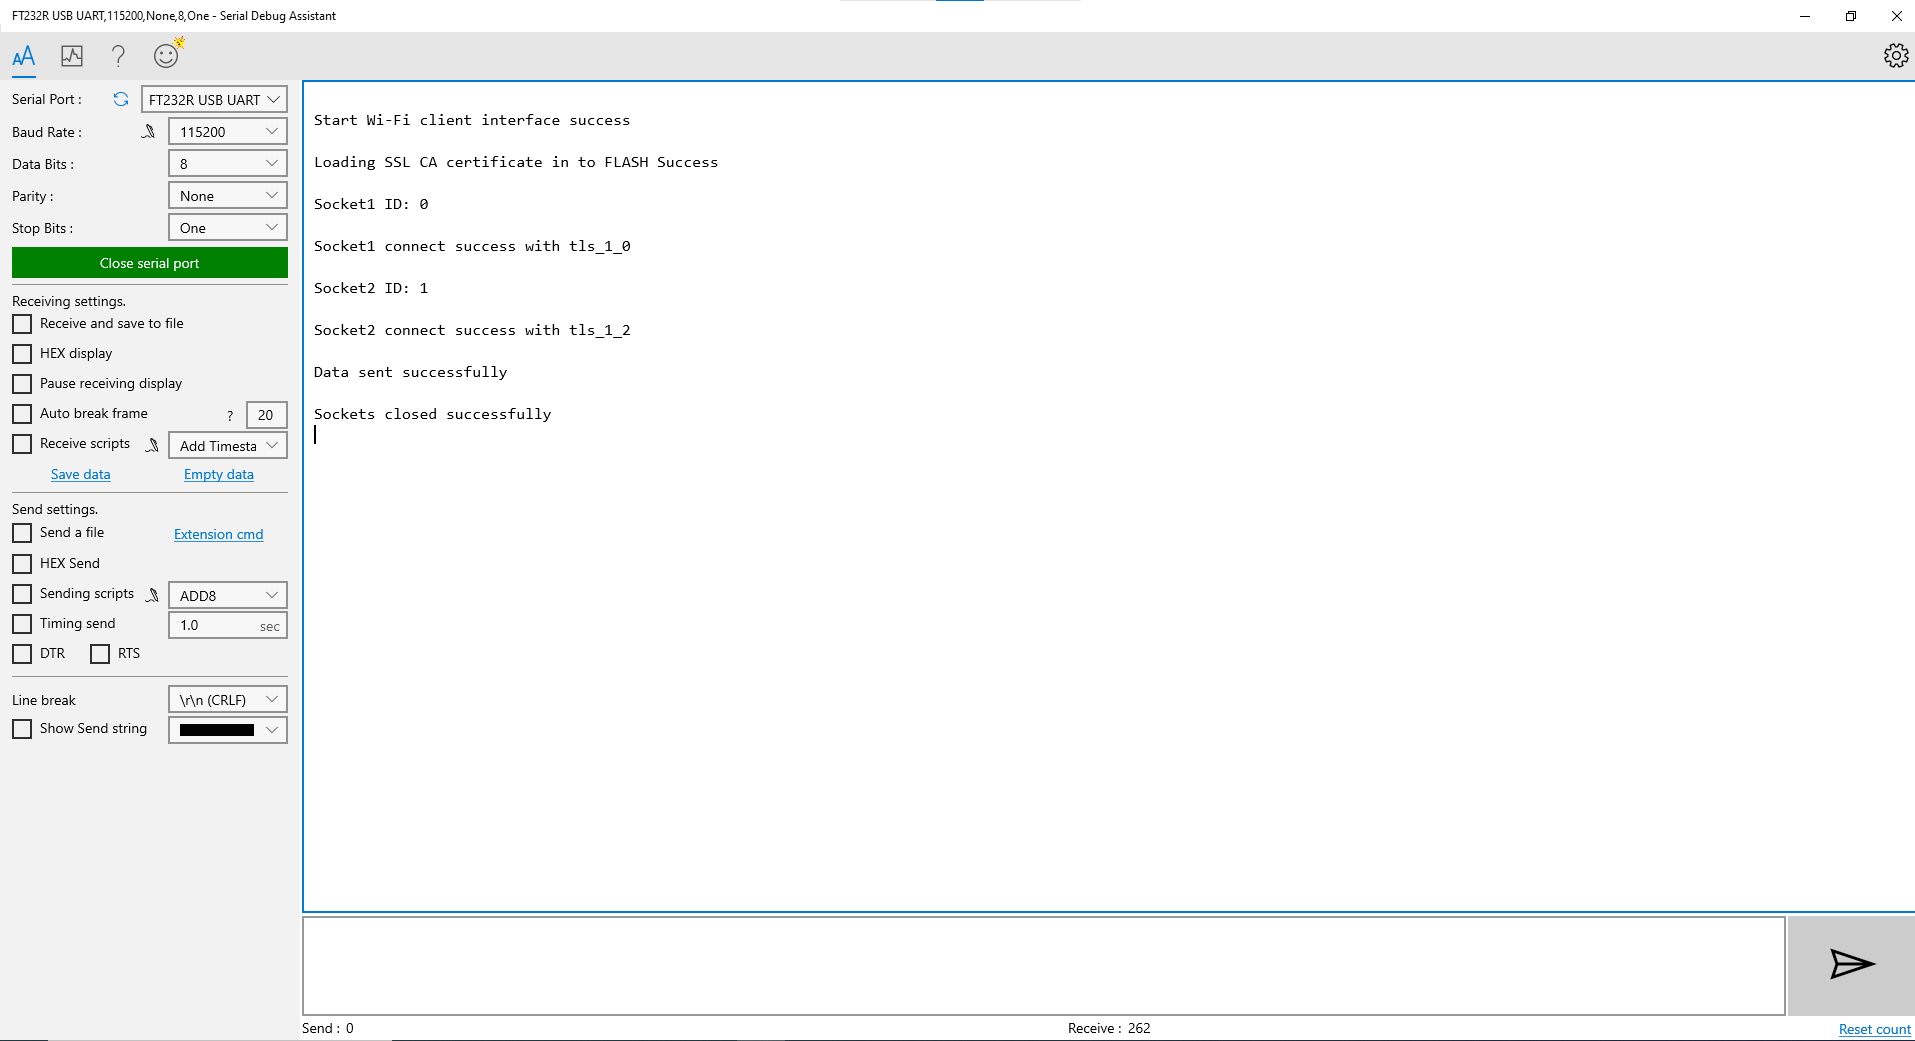 FT232R USB UART,115200,None,8,One - Serial Debug Assistant
AA
Serial Port : FT232R USB UART
Baud Rate : 115200
Data Bits : 8
Parity : None
Stop Bits : One
Close serial port
Receiving settings.
Receive and save to file
HEX display
Pause receiving display
Auto break frame ? 20
Receive scripts Add Timesta
Save data Empty data
Send settings.
Send a file Extension cmd
HEX Send
Sending scripts ADD8
Timing send 1.0 sec
DTR RTS
Line break \r\n (CRLF)
Show Send string
Start Wi-Fi client interface success
Loading SSL CA certificate in to FLASH Success
Socket1 ID: 0
Socket1 connect success with tls_1_0
Socket2 ID: 1
Socket2 connect success with tls_1_2
Data sent successfully
Sockets closed successfully
Send : 0 Receive : 262 Reset count